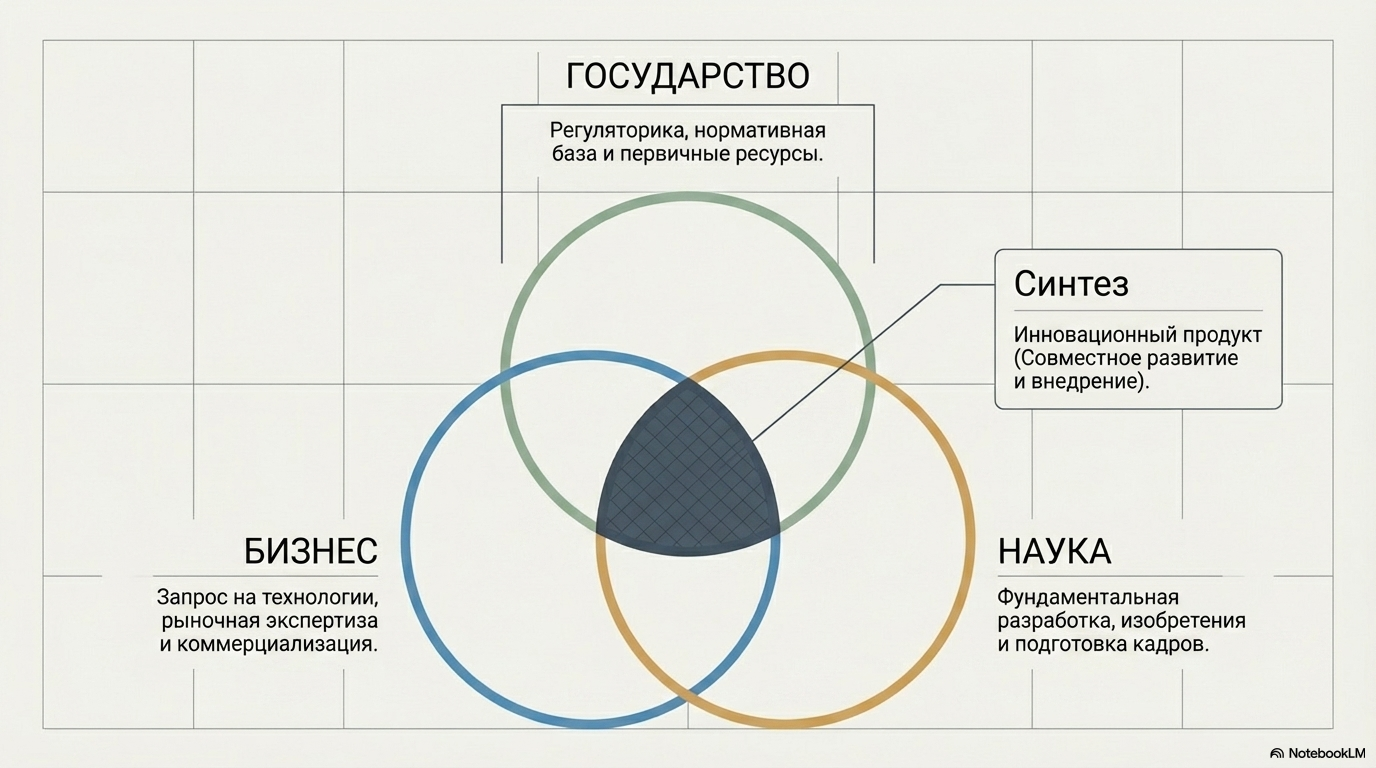 ГОСУДАРСТВО
Регуляторика, нормативная
база и первичные ресурсы.
Синтез
Инновационный продукт
(Совместное развитие
и внедрение).
БИЗНЕС
Запрос на технологии,
рыночная экспертиза
и коммерциализация.
НАУКА
Фундаментальная
разработка, изобретения
и подготовка кадров.
NotebookLM